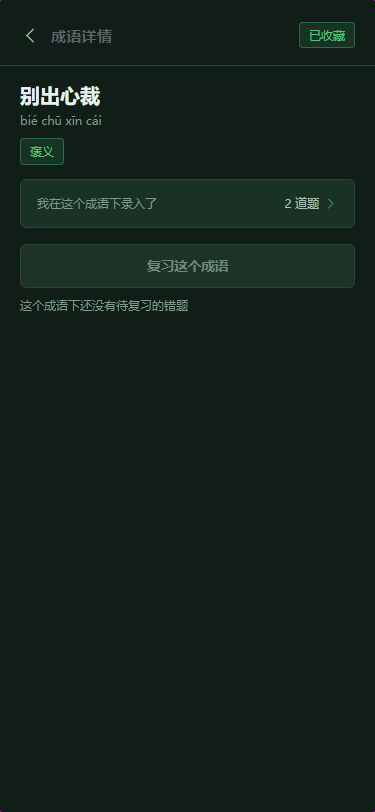 成语详情
已收藏
别出心裁
bié chū xīn cái
褒义
我在这个成语下录入了 2 道题
复习这个成语
这个成语下还没有待复习的错题